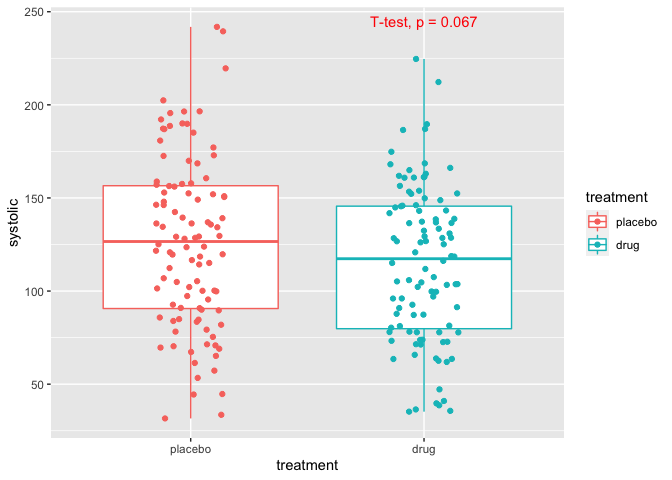 T-test, p = 0.067
250
200
150
100
50
systolic
placebo
drug
treatment
treatment
placebo
drug